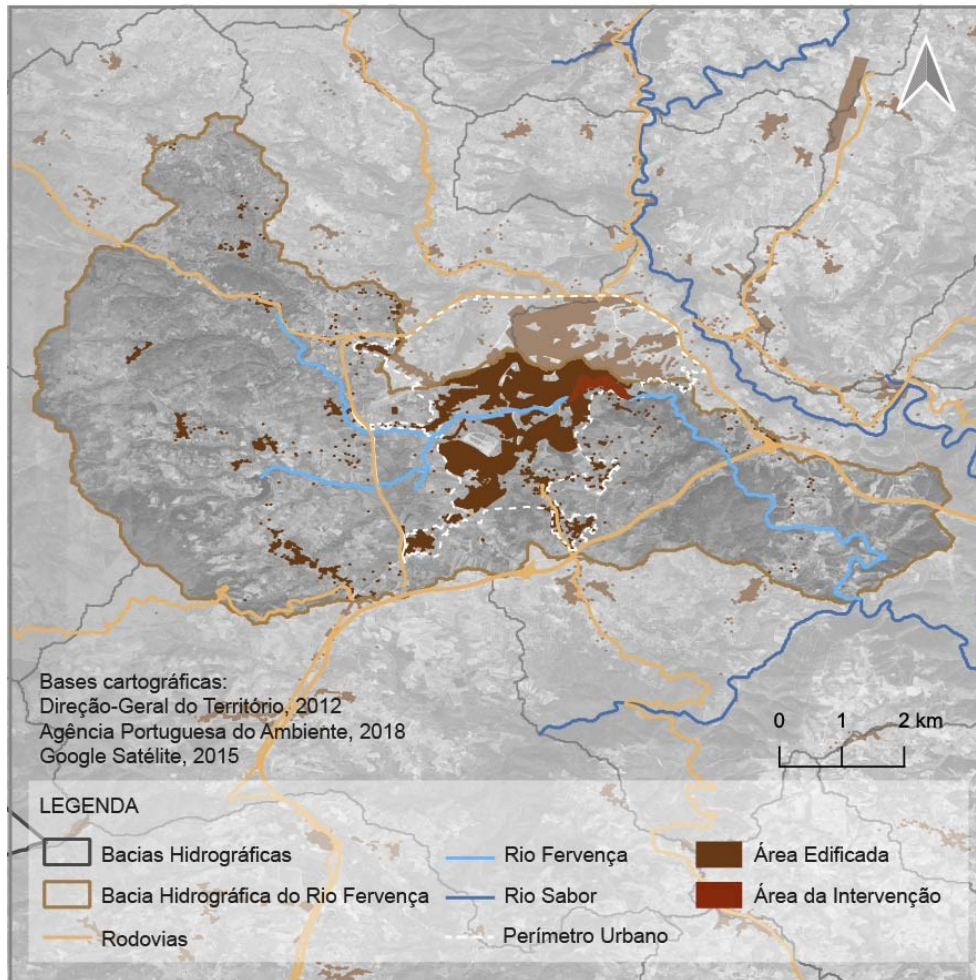 Bases cartográficas:
Direção-Geral do Território, 2012
Agência Portuguesa do Ambiente, 2018
Google Satélite, 2015
0 1 2 km
LEGENDA
Bacias Hidrográficas
Bacia Hidrográfica do Rio Fervença
Rodovias
Rio Fervença
Rio Sabor
Perímetro Urbano
Área Edificada
Área da Intervenção